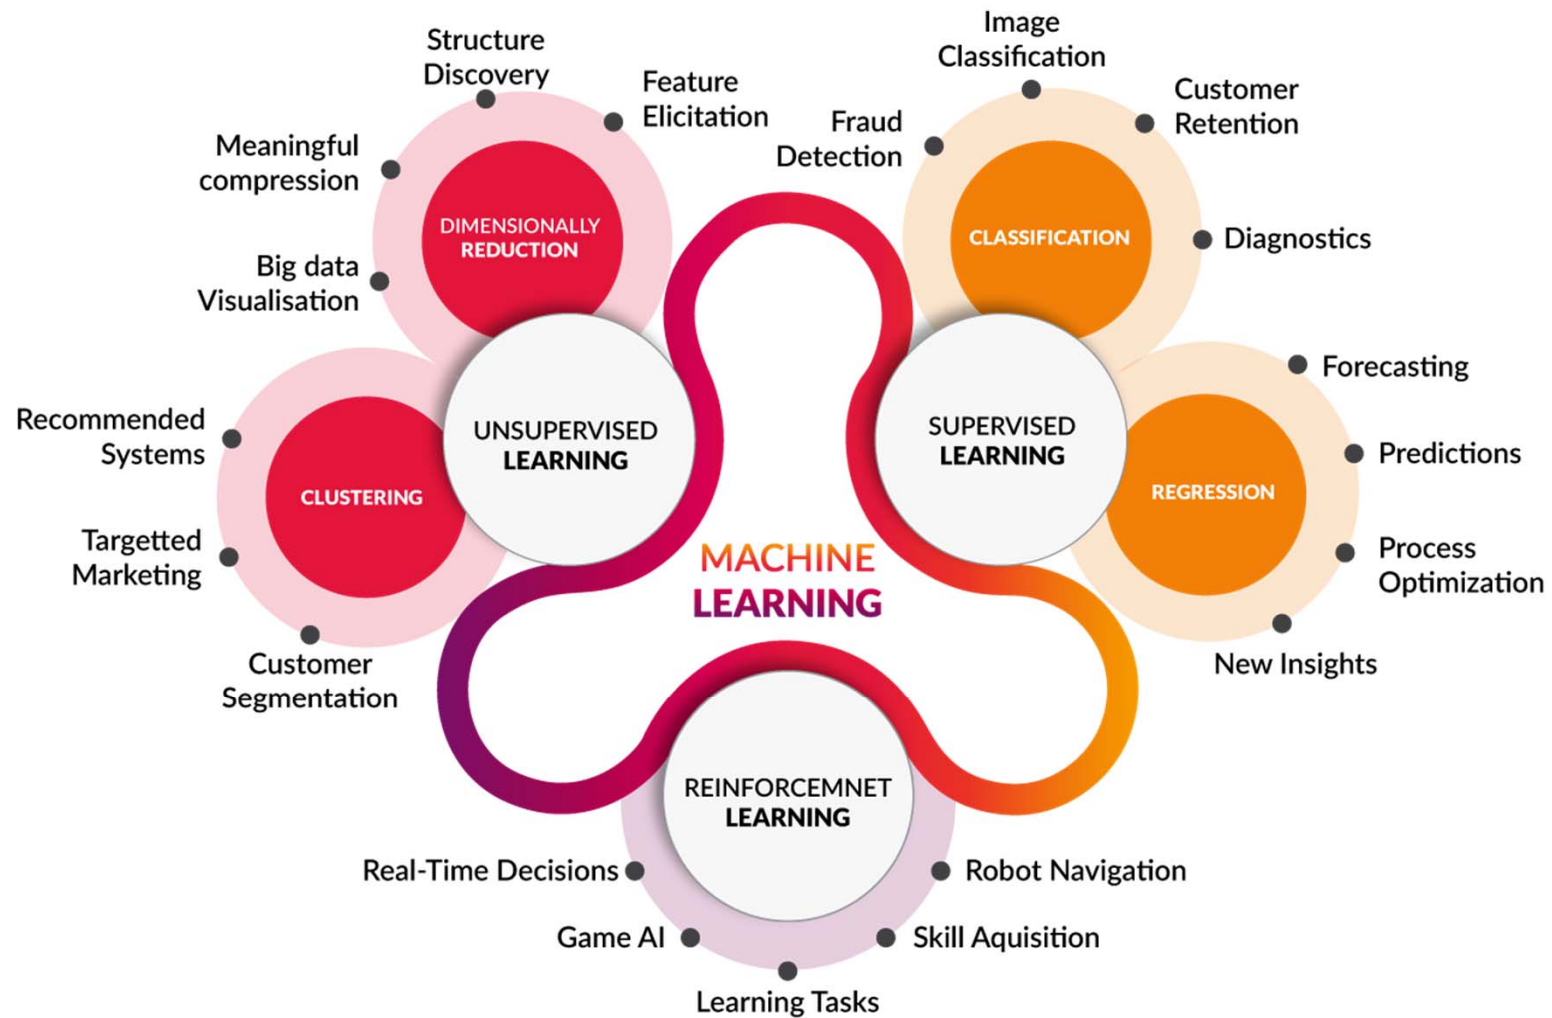 Structure
Discovery
Feature
Elicitation
Meaningful
compression
Big data
Visualisation
DIMENSIONALLY
REDUCTION
Recommended
Systems
Targetted
Marketing
Customer
Segmentation
CLUSTERING
UNSUPERVISED
LEARNING
Image
Classification
Fraud
Detection
Customer
Retention
Diagnostics
CLASSIFICATION
SUPERVISED
LEARNING
Forecasting
Predictions
Process
Optimization
New Insights
REGRESSION
MACHINE
LEARNING
REINFORCEMNET
LEARNING
Real-Time Decisions
Robot Navigation
Game AI
Skill Aquisition
Learning Tasks